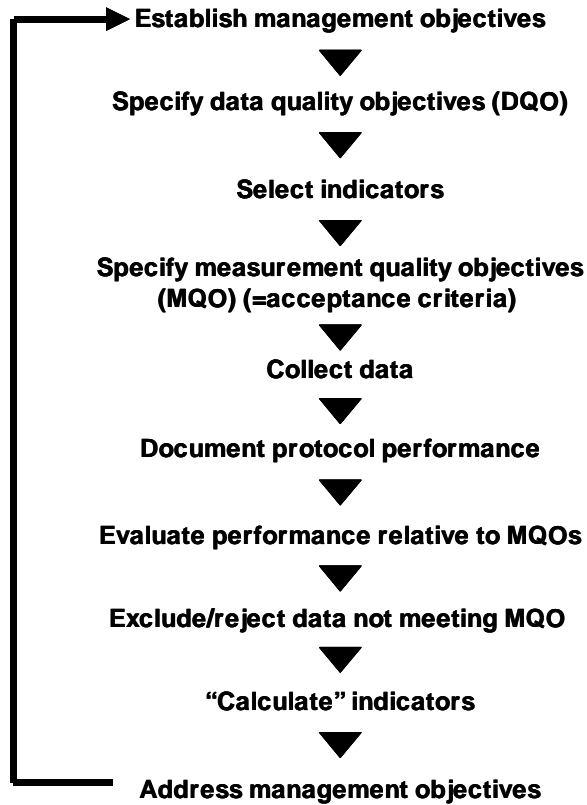 Establish management objectives
Specify data quality objectives (DQO)
Select indicators
Specify measurement quality objectives
(MQO) (=acceptance criteria)
Collect data
Document protocol performance
Evaluate performance relative to MQOs
Exclude/reject data not meeting MQO
“Calculate” indicators
Address management objectives